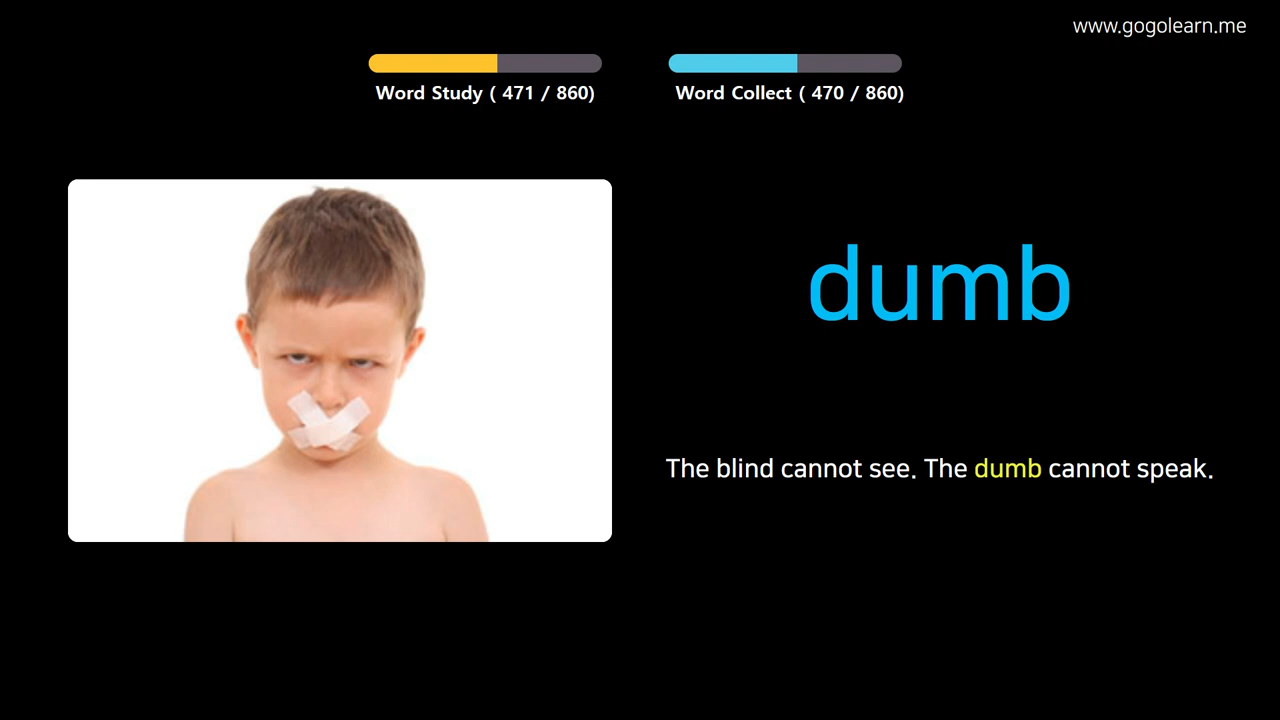 www.gogolearn.me
Word Study ( 471 / 860)
Word Collect ( 470 / 860)
dumb
The blind cannot see. The dumb cannot speak.